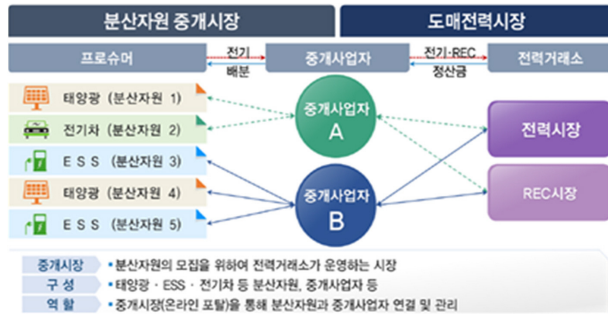 분산자원 중개시장 도매전력시장
프로슈머 전기 배분 중개사업자 전기·REC 정산금 전력거래소
태양광 (분산자원 1)
전기차 (분산자원 2)
E S S (분산자원 3)
태양광 (분산자원 4)
E S S (분산자원 5)
중개사업자
A
중개사업자
B
전력시장
REC시장
중개시장 • 분산자원의 모집을 위하여 전력거래소가 운영하는 시장
구 성 • 태양광 · ESS · 전기차 등 분산자원, 중개사업자 등
역 할 • 중개시장(온라인 포탈)을 통해 분산자원과 중개사업자 연결 및 관리